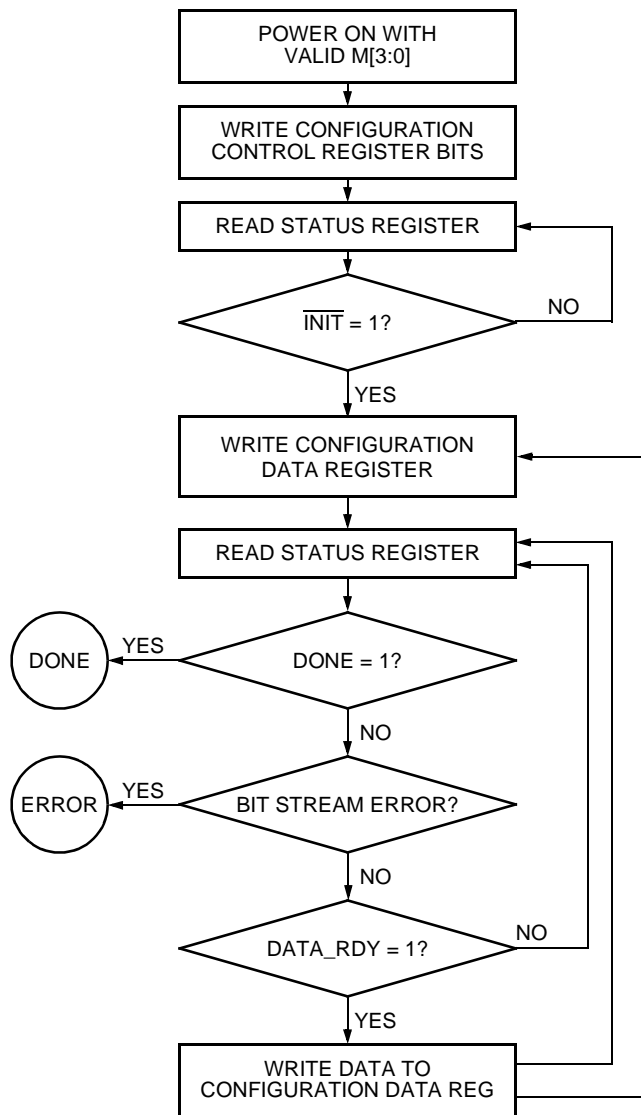 POWER ON WITH
VALID M[3:0]
WRITE CONFIGURATION
CONTROL REGISTER BITS
READ STATUS REGISTER
INIT = 1?
NO
YES
WRITE CONFIGURATION
DATA REGISTER
READ STATUS REGISTER
YES
DONE
DONE = 1?
NO
YES
ERROR
BIT STREAM ERROR?
NO
NO
DATA_RDY = 1?
YES
WRITE DATA TO
CONFIGURATION DATA REG